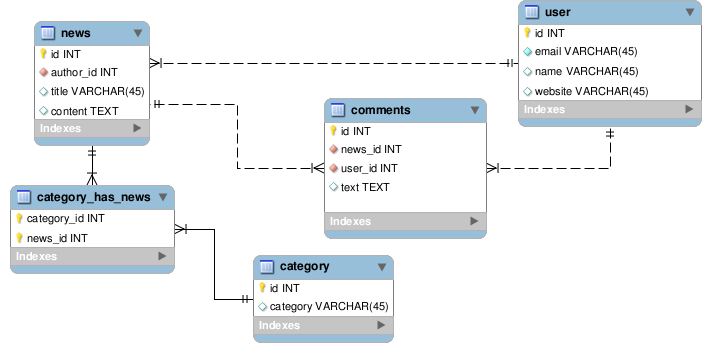 news
id INT
author_id INT
title VARCHAR(45)
content TEXT
Indexes
user
id INT
email VARCHAR(45)
name VARCHAR(45)
website VARCHAR(45)
Indexes
comments
id INT
news_id INT
user_id INT
text TEXT
Indexes
category_has_news
category_id INT
news_id INT
Indexes
category
id INT
category VARCHAR(45)
Indexes